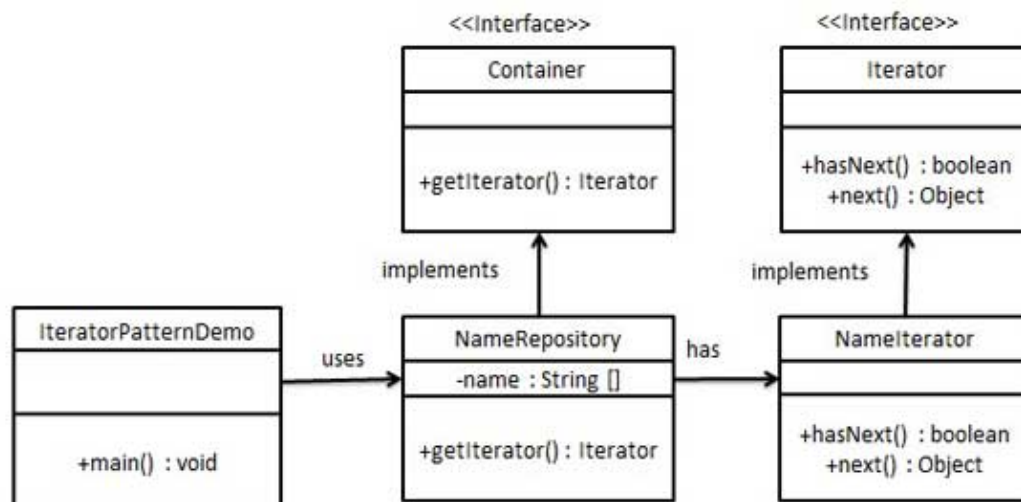 <<Interface>>
Container
+getIterator() : Iterator
<<Interface>>
Iterator
+hasNext() : boolean
+next() : Object
implements
implements
IteratorPatternDemo
+main() : void
uses
NameRepository
-name : String []
+getIterator() : Iterator
has
NameIterator
+hasNext() : boolean
+next() : Object